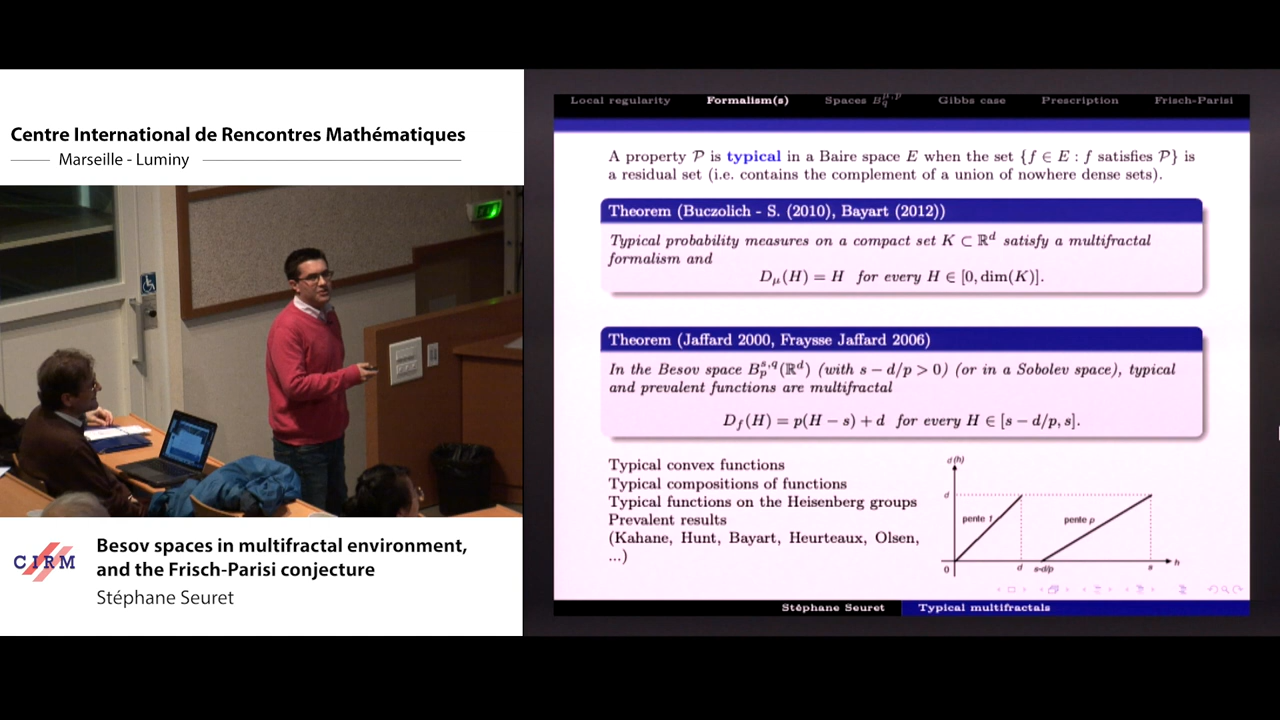 Centre International de Rencontres Mathématiques
Marseille - Luminy
CIRM
Besov spaces in multifractal environment,
and the Frisch-Parisi conjecture
Stéphane Seuret
Local regularity Formalism(s) Spaces B_q^{μ,p} Gibbs case Prescription Frisch-Parisi
A property 𝒫 is typical in a Baire space E when the set {f ∈ E : f satisfies 𝒫} is
a residual set (i.e. contains the complement of a union of nowhere dense sets).
Theorem (Buczolich - S. (2010), Bayart (2012))
Typical probability measures on a compact set K ⊂ ℝ^d satisfy a multifractal
formalism and
D_μ(H) = H for every H ∈ [0, dim(K)].
Theorem (Jaffard 2000, Fraysse Jaffard 2006)
In the Besov space B_p^{s,q}(ℝ^d) (with s − d/p > 0) (or in a Sobolev space), typical
and prevalent functions are multifractal
D_f(H) = p(H − s) + d for every H ∈ [s − d/p, s].
Typical convex functions
Typical compositions of functions
Typical functions on the Heisenberg groups
Prevalent results
(Kahane, Hunt, Bayart, Heurteaux, Olsen,
...)
d(h)
d
pente 1 pente p
0 d s-d/p s h
Stéphane Seuret Typical multifractals